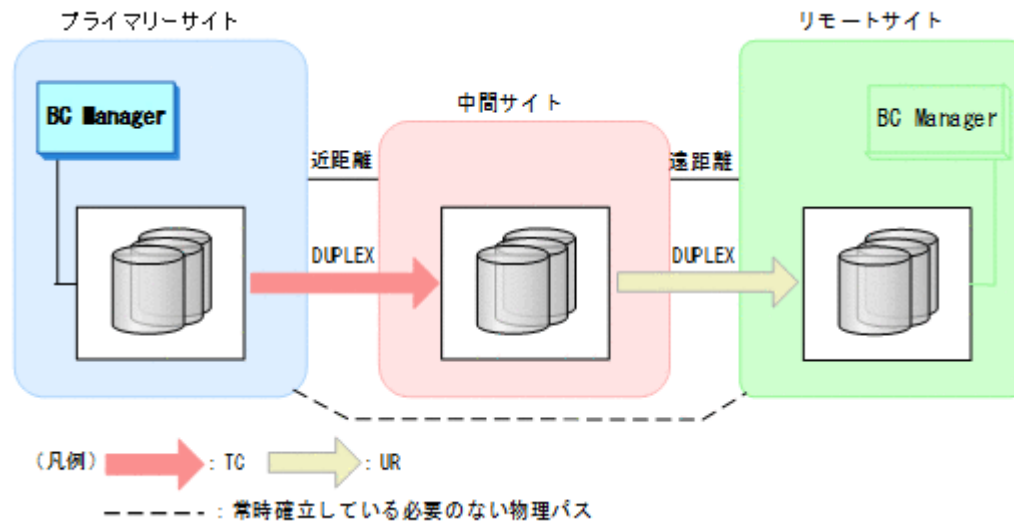 プライマリーサイト
リモートサイト
中間サイト
BC Manager
BC Manager
近距離
遠距離
DUPLEX
DUPLEX
(凡例)
: TC
: UR
: 常時確立している必要のない物理パス